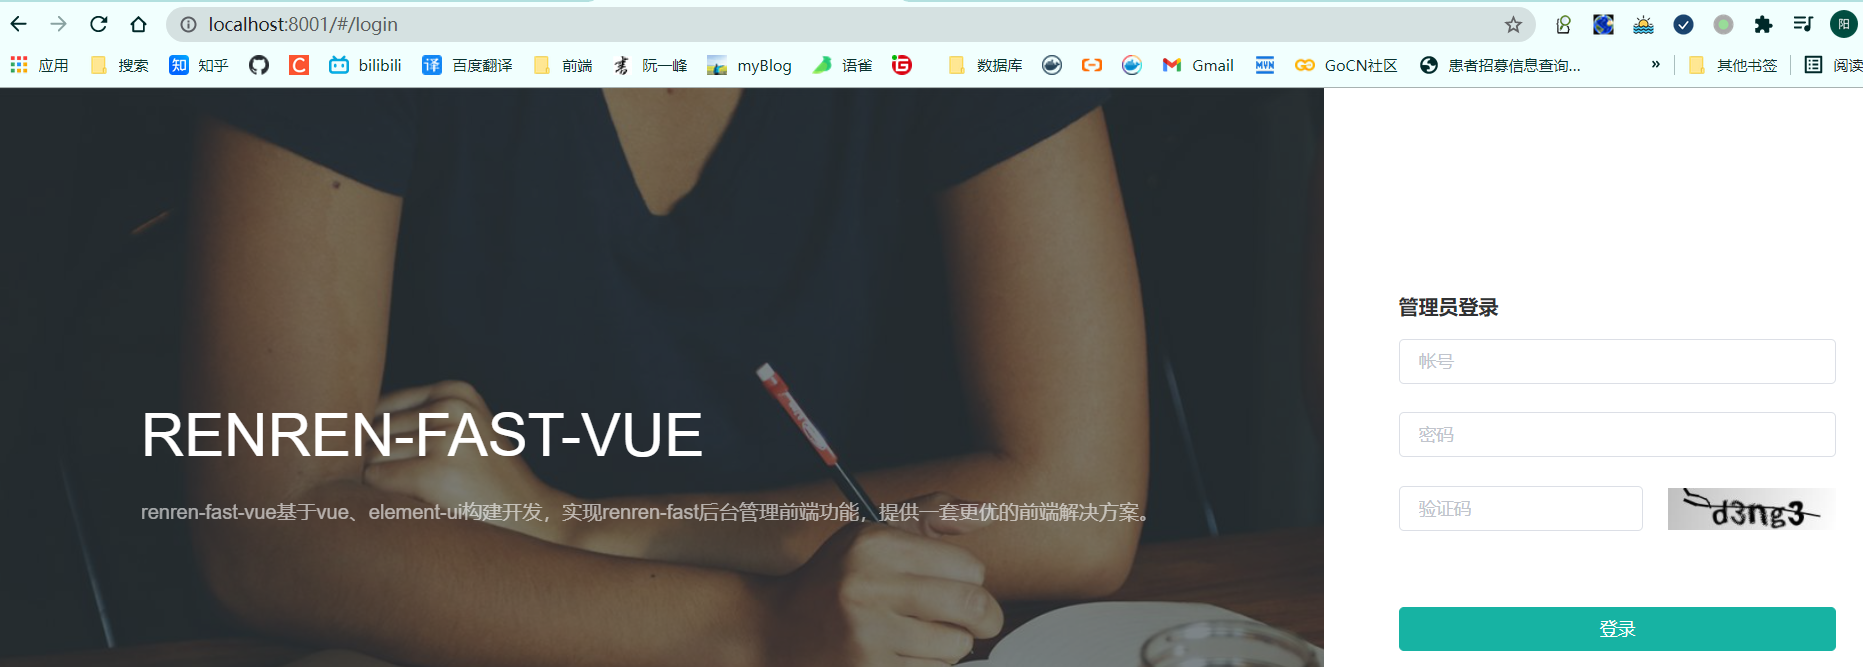 localhost:8001/#/login
阳
应用 搜索 知 知乎 C bilibili 译 百度翻译 前端 阮一峰 myBlog 语雀 G 数据库 Gmail MVN GoCN社区 患者招募信息查询... » 其他书签 阅读
管理员登录
帐号
RENREN-FAST-VUE
密码
renren-fast-vue基于vue、element-ui构建开发，实现renren-fast后台管理前端功能，提供一套更优的前端解决方案。
验证码 d3ng3
登录